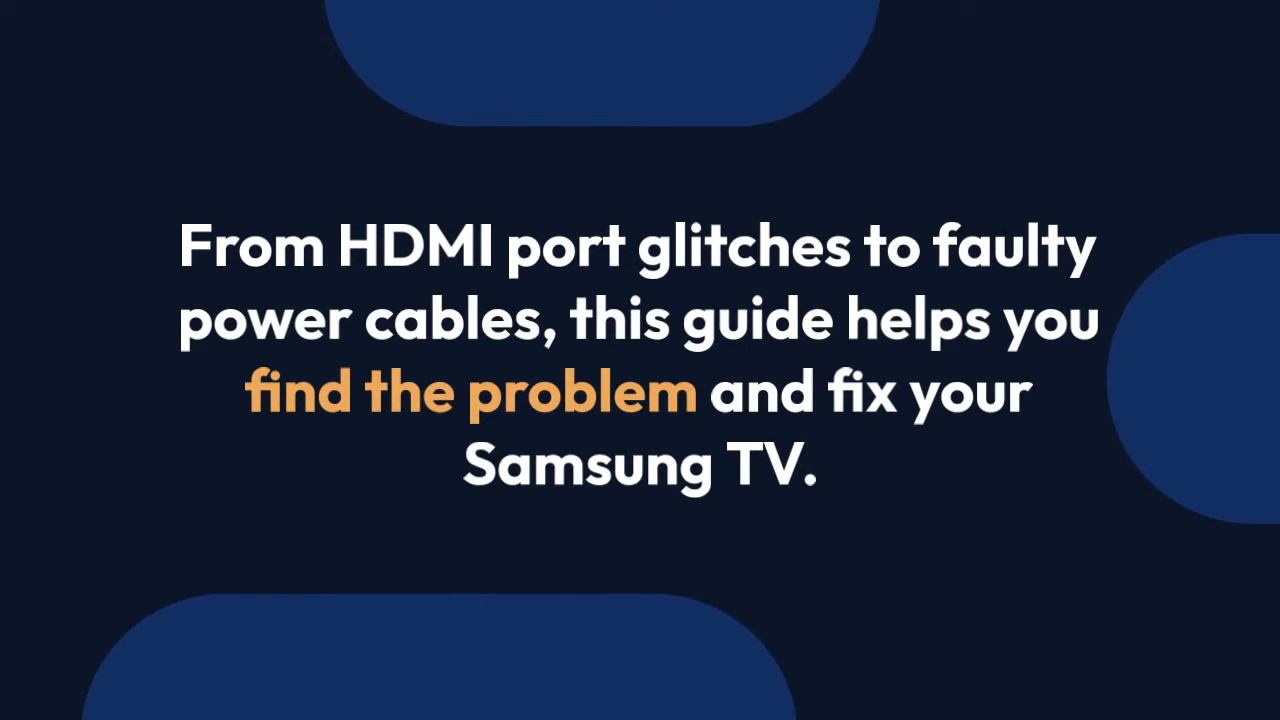 From HDMI port glitches to faulty
power cables, this guide helps you
find the problem and fix your
Samsung TV.